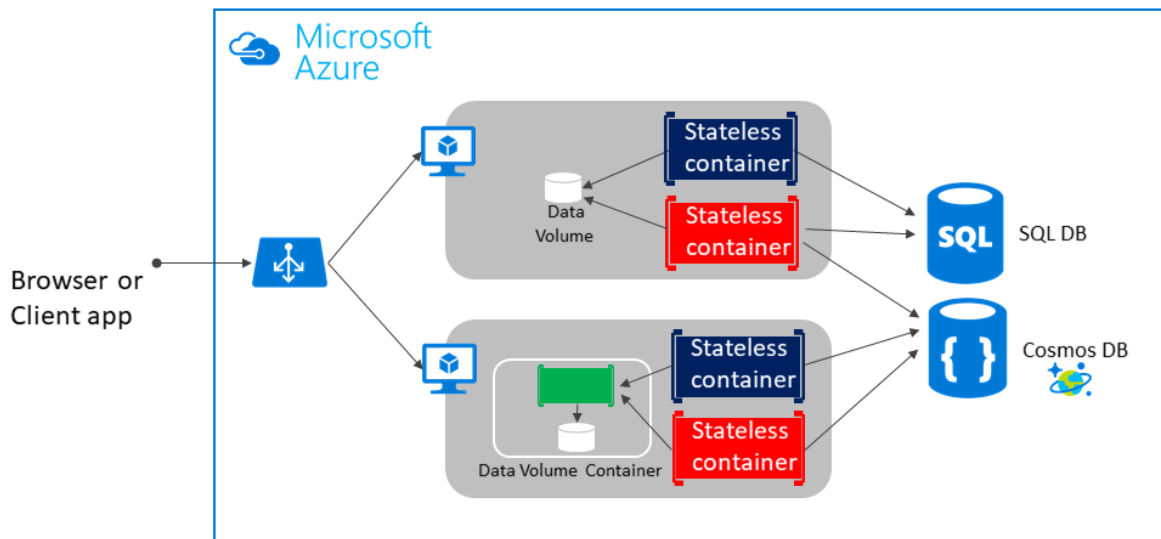 Microsoft
Azure
Browser or
Client app
Stateless
container
Data
Volume
Stateless
container
SQL
SQL DB
Stateless
container
{ }
Cosmos DB
Stateless
container
Data Volume Container